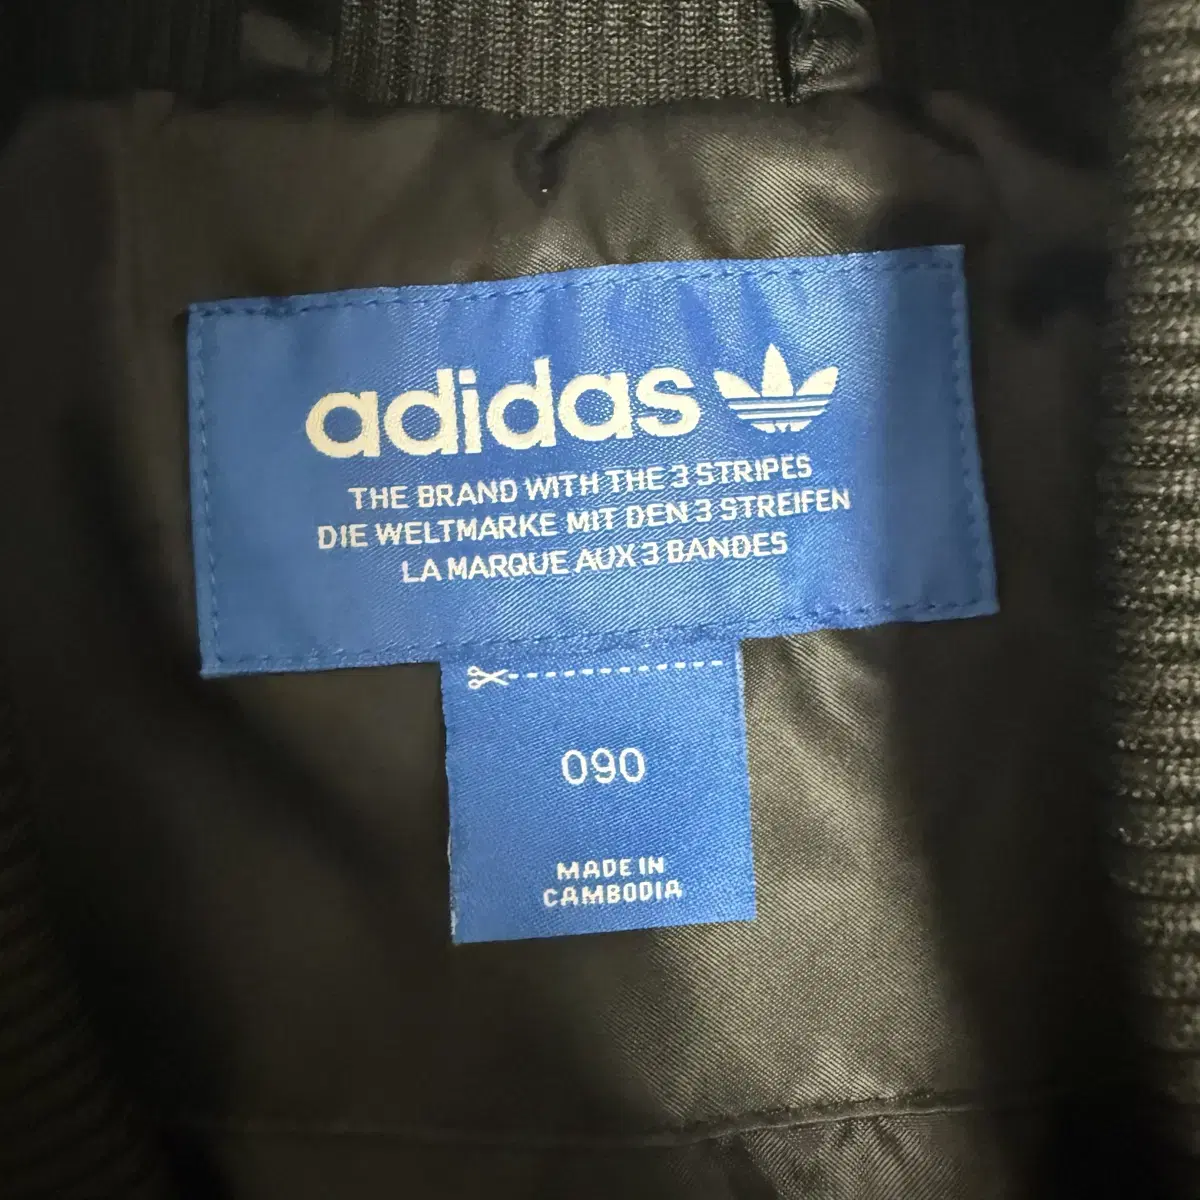 adidas
THE BRAND WITH THE 3 STRIPES
DIE WELTMARKE MIT DEN 3 STREIFEN
LA MARQUE AUX 3 BANDES
090
MADE IN
CAMBODIA